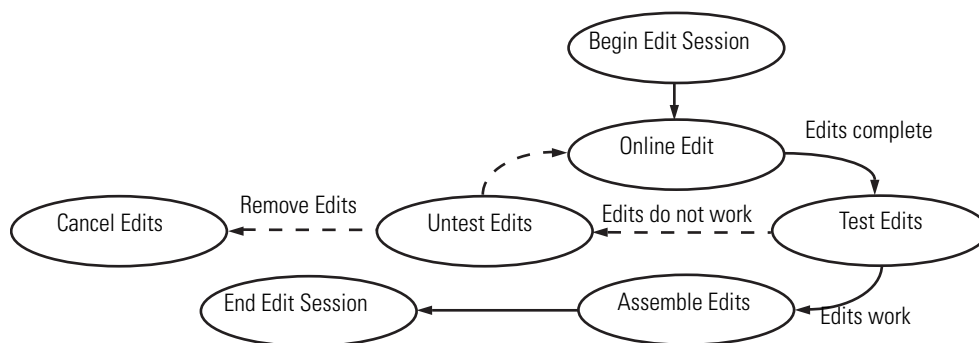 Begin Edit Session
Online Edit
Edits complete
Cancel Edits
Remove Edits
Untest Edits
Edits do not work
Test Edits
End Edit Session
Assemble Edits
Edits work